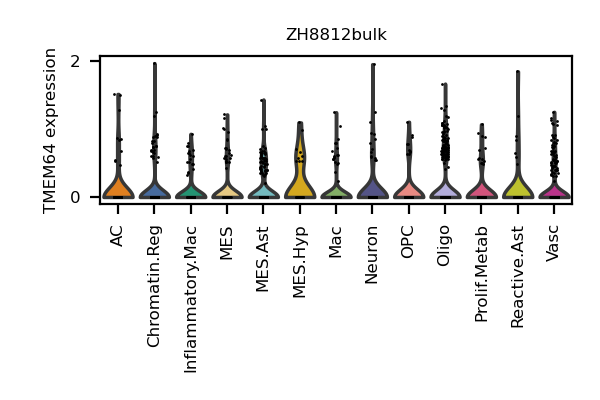 ZH8812bulk
TMEM64 expression
2
0
AC
Chromatin.Reg
Inflammatory.Mac
MES
MES.Ast
MES.Hyp
Mac
Neuron
OPC
Oligo
Prolif.Metab
Reactive.Ast
Vasc